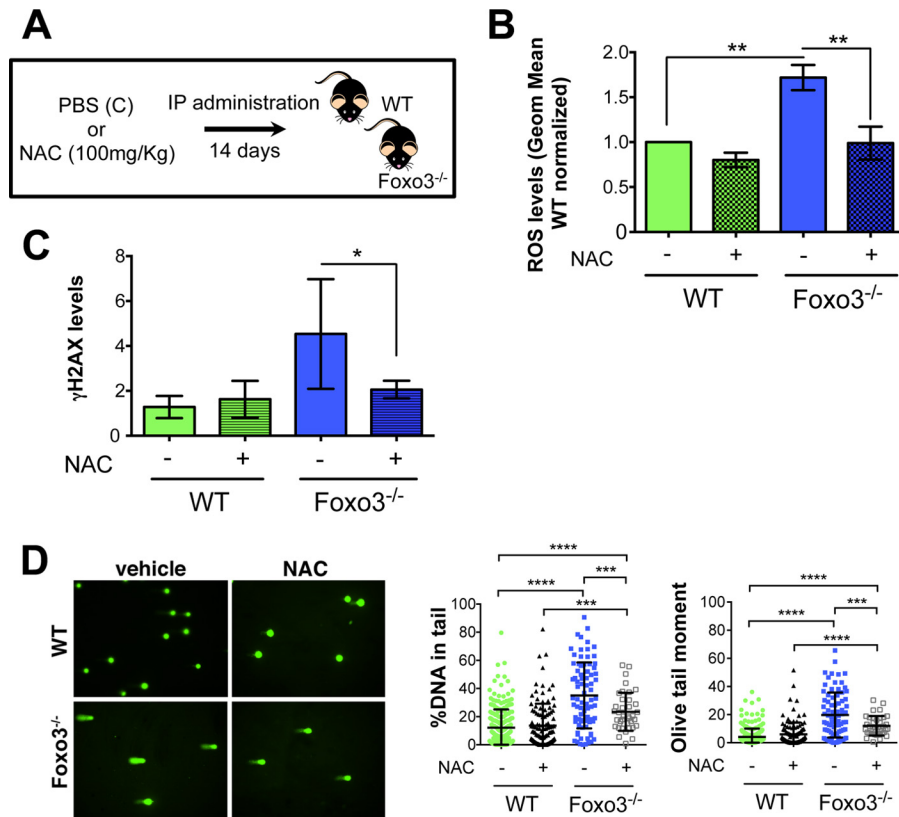 A
PBS (C)
or
NAC (100mg/Kg)
IP administration
14 days
WT
Foxo3-/-
B
ROS levels (Geom Mean
WT normalized)
2.0
1.5
1.0
0.5
0
**
**
NAC
- + - +
WT
Foxo3-/-
C
γH2AX levels
8
6
4
2
0
*
NAC
- + - +
WT
Foxo3-/-
D
vehicle
NAC
WT
Foxo3-/-
%DNA in tail
100
80
60
40
20
0
****
****
***
***
NAC
- + - +
WT
Foxo3-/-
Olive tail moment
100
80
60
40
20
0
****
****
***
****
NAC
- + - +
WT
Foxo3-/-